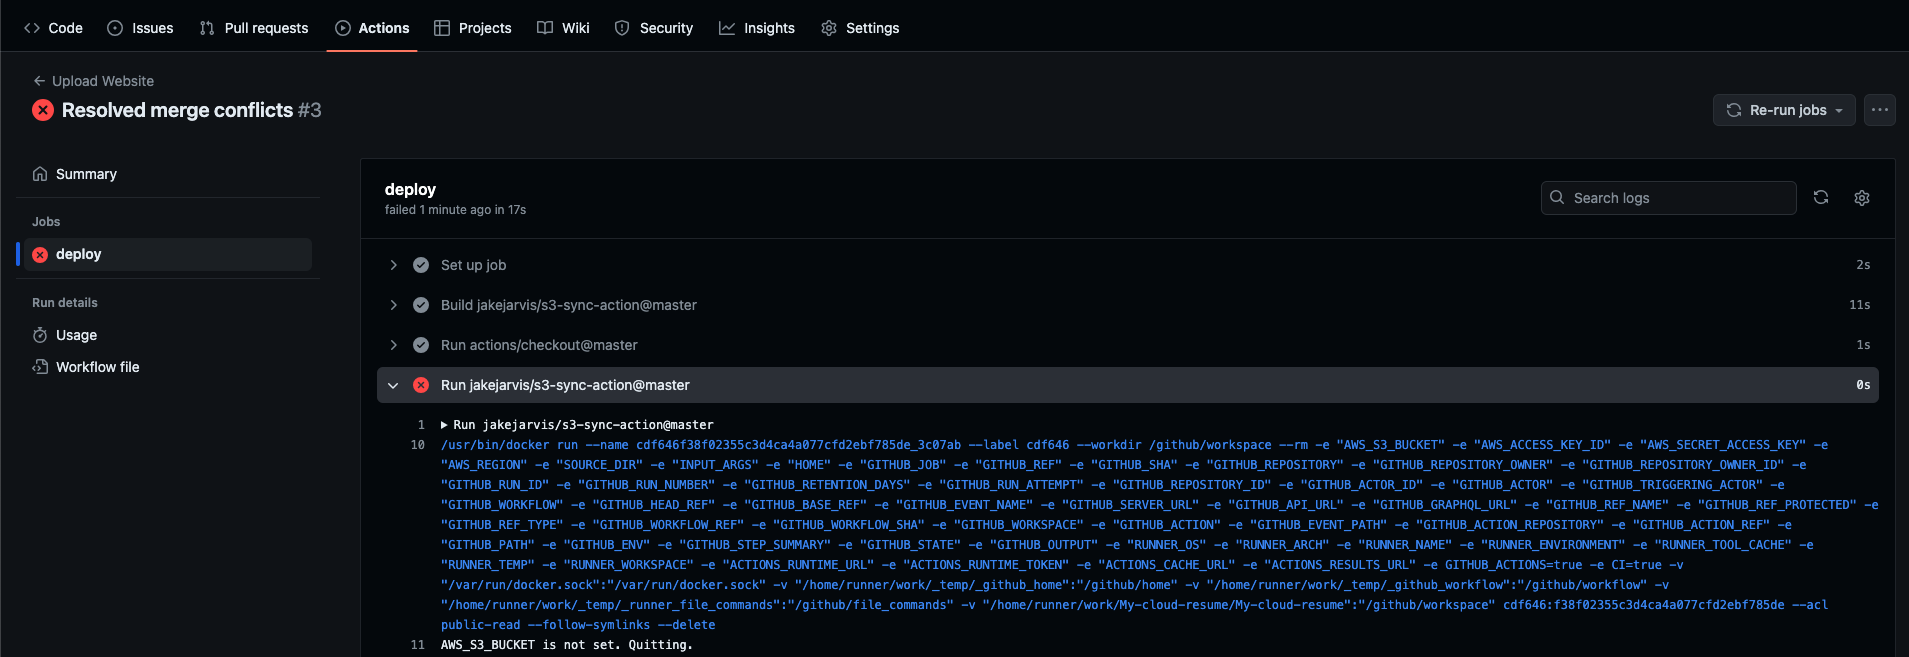 Code
Issues
Pull requests
Actions
Projects
Wiki
Security
Insights
Settings
Upload Website
Resolved merge conflicts #3
Re-run jobs
Summary
Jobs
deploy
Run details
Usage
Workflow file
deploy
failed 1 minute ago in 17s
Search logs
Set up job 2s
Build jakejarvis/s3-sync-action@master 11s
Run actions/checkout@master 1s
Run jakejarvis/s3-sync-action@master 0s
1 Run jakejarvis/s3-sync-action@master
10 /usr/bin/docker run --name cdf646f38f02355c3d4ca4a077cfd2ebf785de_3c07ab --label cdf646 --workdir /github/workspace --rm -e "AWS_S3_BUCKET" -e "AWS_ACCESS_KEY_ID" -e "AWS_SECRET_ACCESS_KEY" -e
"AWS_REGION" -e "SOURCE_DIR" -e "INPUT_ARGS" -e "HOME" -e "GITHUB_JOB" -e "GITHUB_REF" -e "GITHUB_SHA" -e "GITHUB_REPOSITORY" -e "GITHUB_REPOSITORY_OWNER" -e "GITHUB_REPOSITORY_OWNER_ID" -e
"GITHUB_RUN_ID" -e "GITHUB_RUN_NUMBER" -e "GITHUB_RETENTION_DAYS" -e "GITHUB_RUN_ATTEMPT" -e "GITHUB_REPOSITORY_ID" -e "GITHUB_ACTOR_ID" -e "GITHUB_ACTOR" -e "GITHUB_TRIGGERING_ACTOR" -e
"GITHUB_WORKFLOW" -e "GITHUB_HEAD_REF" -e "GITHUB_BASE_REF" -e "GITHUB_EVENT_NAME" -e "GITHUB_SERVER_URL" -e "GITHUB_API_URL" -e "GITHUB_GRAPHQL_URL" -e "GITHUB_REF_NAME" -e "GITHUB_REF_PROTECTED" -e
"GITHUB_REF_TYPE" -e "GITHUB_WORKFLOW_REF" -e "GITHUB_WORKFLOW_SHA" -e "GITHUB_WORKSPACE" -e "GITHUB_ACTION" -e "GITHUB_EVENT_PATH" -e "GITHUB_ACTION_REPOSITORY" -e "GITHUB_ACTION_REF" -e
"GITHUB_PATH" -e "GITHUB_ENV" -e "GITHUB_STEP_SUMMARY" -e "GITHUB_STATE" -e "GITHUB_OUTPUT" -e "RUNNER_OS" -e "RUNNER_ARCH" -e "RUNNER_NAME" -e "RUNNER_ENVIRONMENT" -e "RUNNER_TOOL_CACHE" -e
"RUNNER_TEMP" -e "RUNNER_WORKSPACE" -e "ACTIONS_RUNTIME_URL" -e "ACTIONS_RUNTIME_TOKEN" -e "ACTIONS_CACHE_URL" -e "ACTIONS_RESULTS_URL" -e GITHUB_ACTIONS=true -e CI=true -v
"/var/run/docker.sock":"/var/run/docker.sock" -v "/home/runner/work/_temp/_github_home":"/github/home" -v "/home/runner/work/_temp/_github_workflow":"/github/workflow" -v
"/home/runner/work/_temp/_runner_file_commands":"/github/file_commands" -v "/home/runner/work/My-cloud-resume/My-cloud-resume":"/github/workspace" cdf646:f38f02355c3d4ca4a077cfd2ebf785de --acl
public-read --follow-symlinks --delete
11 AWS_S3_BUCKET is not set. Quitting.